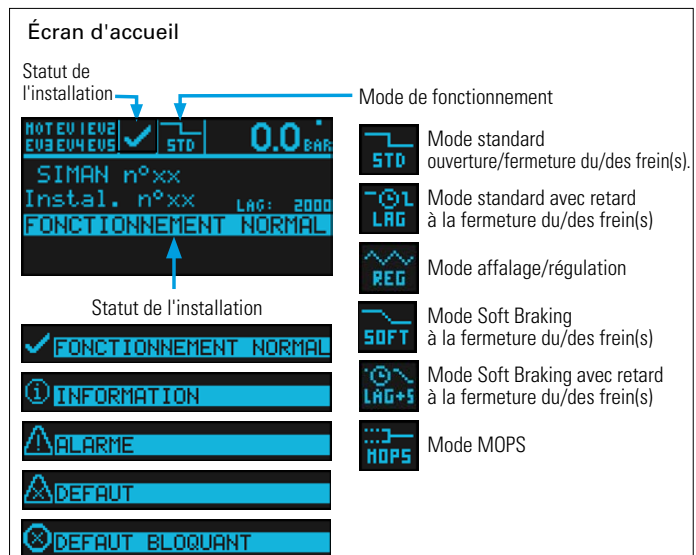 Écran d'accueil
Statut de
l'installation
Mode de fonctionnement
MOT EV1 EV2
EV3 EV4 EV5
STD
0.0 BAR
SIMAN n°xx
Instal. n°xx LAG: 2000
FONCTIONNEMENT NORMAL
Statut de l'installation
FONCTIONNEMENT NORMAL
INFORMATION
ALARME
DEFAUT
DEFAUT BLOQUANT
STD
Mode standard
ouverture/fermeture du/des frein(s).
LAG
Mode standard avec retard
à la fermeture du/des frein(s)
REG
Mode affalage/régulation
SOFT
Mode Soft Braking
à la fermeture du/des frein(s)
LAG+S
Mode Soft Braking avec retard
à la fermeture du/des frein(s)
MOPS
Mode MOPS